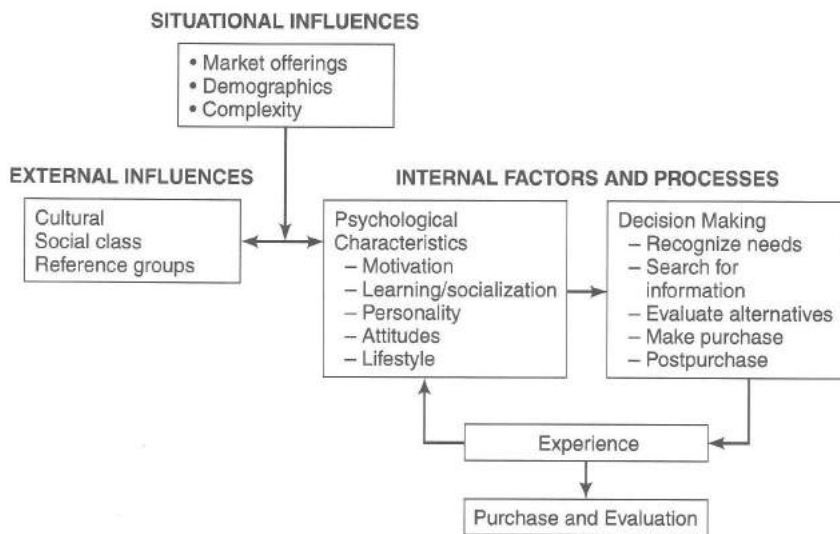 SITUATIONAL INFLUENCES
• Market offerings
• Demographics
• Complexity
EXTERNAL INFLUENCES
Cultural
Social class
Reference groups
INTERNAL FACTORS AND PROCESSES
Psychological
Characteristics
– Motivation
– Learning/socialization
– Personality
– Attitudes
– Lifestyle
Decision Making
– Recognize needs
– Search for
information
– Evaluate alternatives
– Make purchase
– Postpurchase
Experience
Purchase and Evaluation